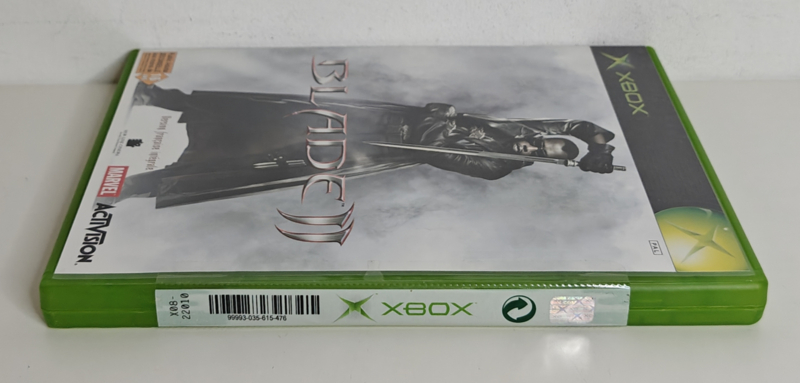 XBOX
BLADE II
MARVEL
ACTIVISION
PAL
X08-
22010
99993-035-615-476
XBOX